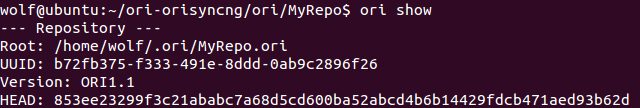 wolf@ubuntu:~/ori-orisyncng/ori/MyRepo$ ori show
--- Repository ---
Root: /home/wolf/.ori/MyRepo.ori
UUID: b72fb375-f333-491e-8ddd-0ab9c2896f26
Version: ORI1.1
HEAD: 853ee23299f3c21ababc7a68d5cd600ba52abcd4b6b14429fdcb471aed93b62d